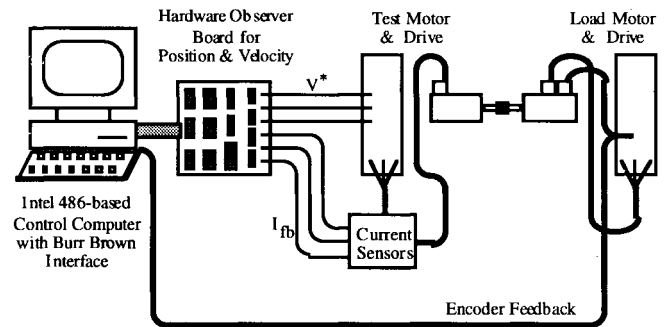 Hardware Observer
Board for
Position & Velocity
Test Motor
& Drive
Load Motor
& Drive
V*
Intel 486-based
Control Computer
with Burr Brown
Interface
I fb
Current
Sensors
Encoder Feedback